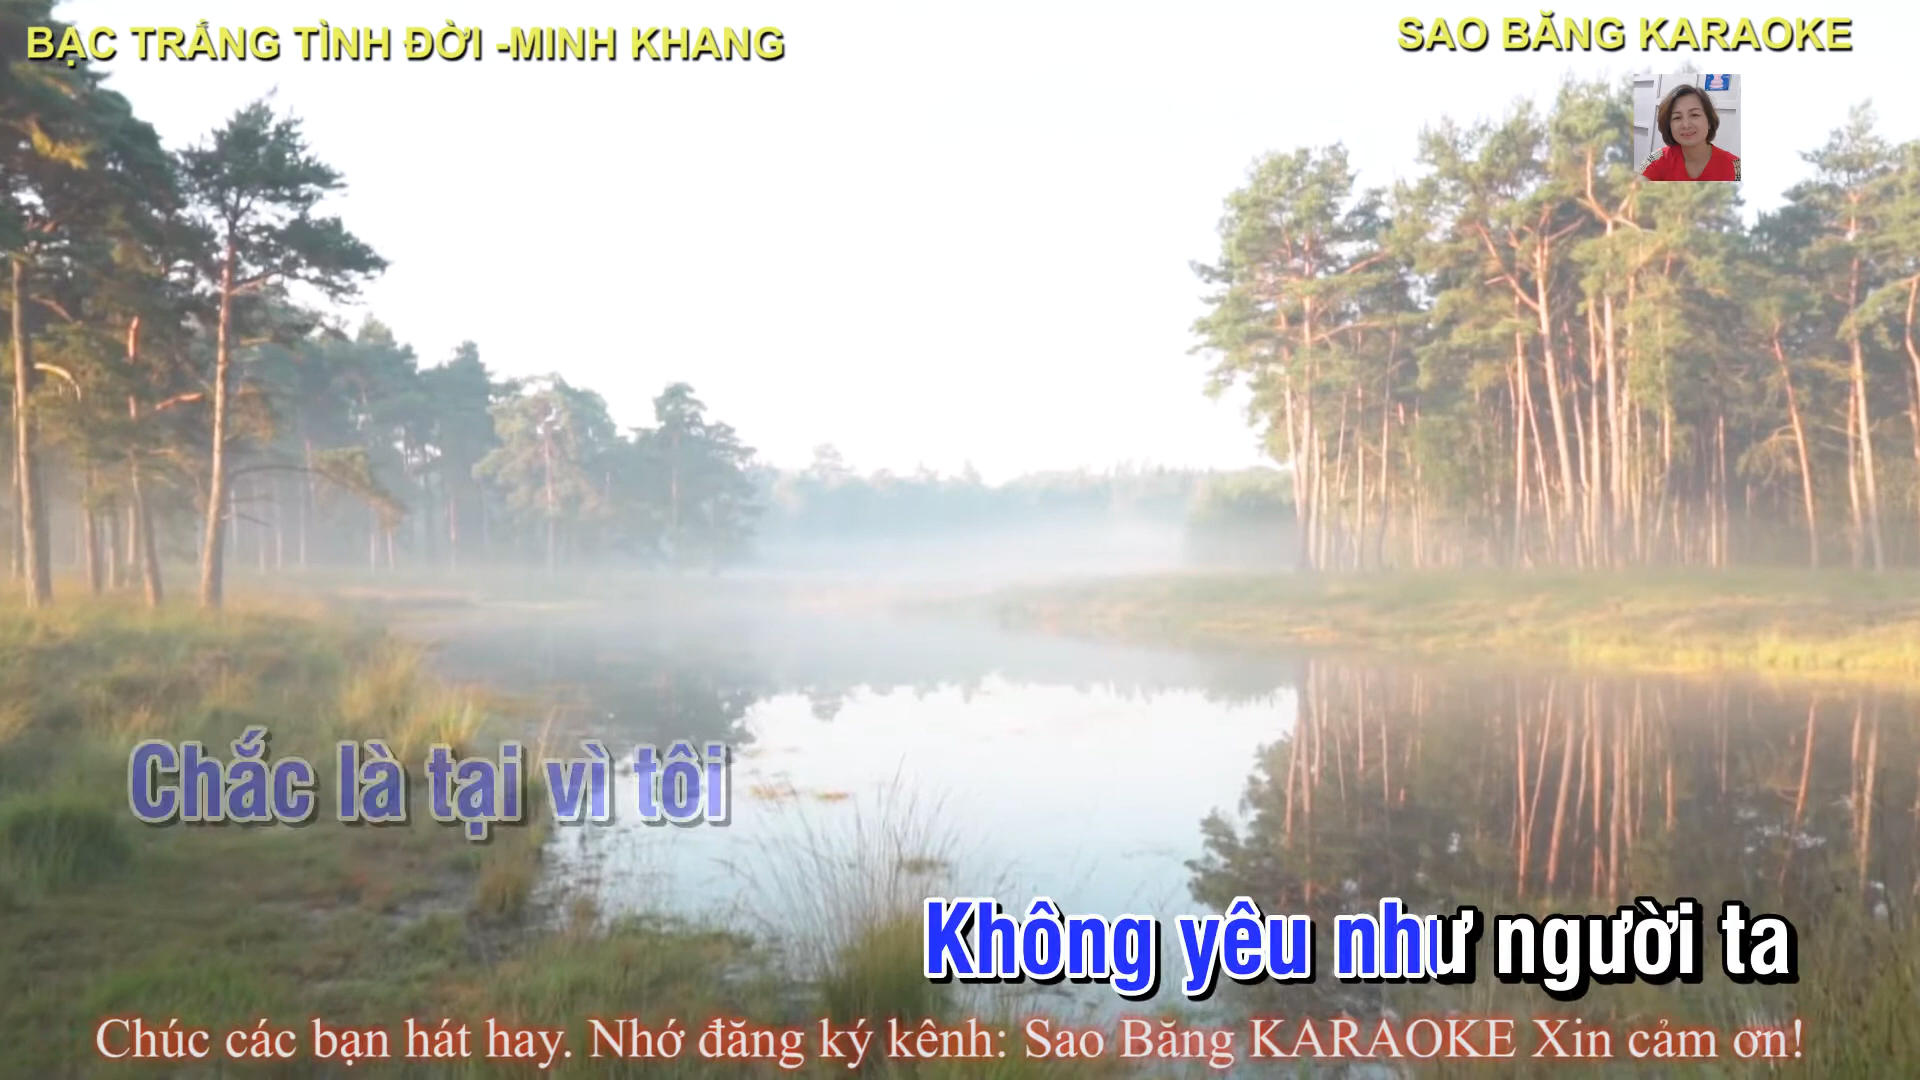 BẠC TRẮNG TÌNH ĐỜI -MINH KHANG
SAO BĂNG KARAOKE
Chắc là tại vì tôi
Không yêu như người ta
Chúc các bạn hát hay. Nhớ đăng ký kênh: Sao Băng KARAOKE Xin cảm ơn!